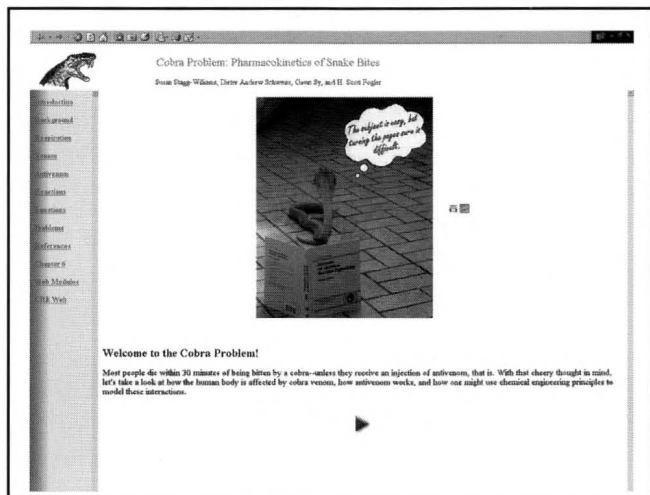 Cobra Problem: Pharmacokinetics of Snake Bites
Susan Stagg-Williams, Dieter Andrew Schweiss, Gavin Sy, and H. Scott Fogler
Introduction
Background
Respiration
Venom
Antivenom
Reactions
Equations
Problems
References
Chapter 6
Web Modules
CRE Web
The subject is easy, but
turning the pages sure is
difficult.
Welcome to the Cobra Problem!
Most people die within 30 minutes of being bitten by a cobra--unless they receive an injection of antivenom, that is. With that cheery thought in mind,
let's take a look at how the human body is affected by cobra venom, how antivenom works, and how one might use chemical engineering principles to
model these interactions.